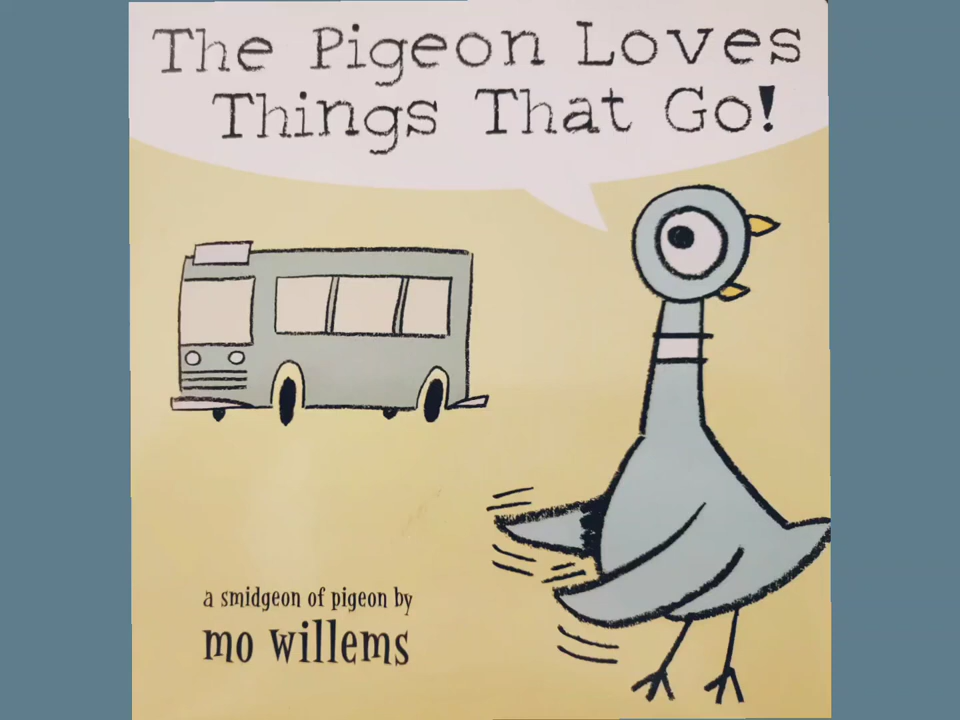 The Pigeon Loves
Things That Go!
a smidgeon of pigeon by
mo willems